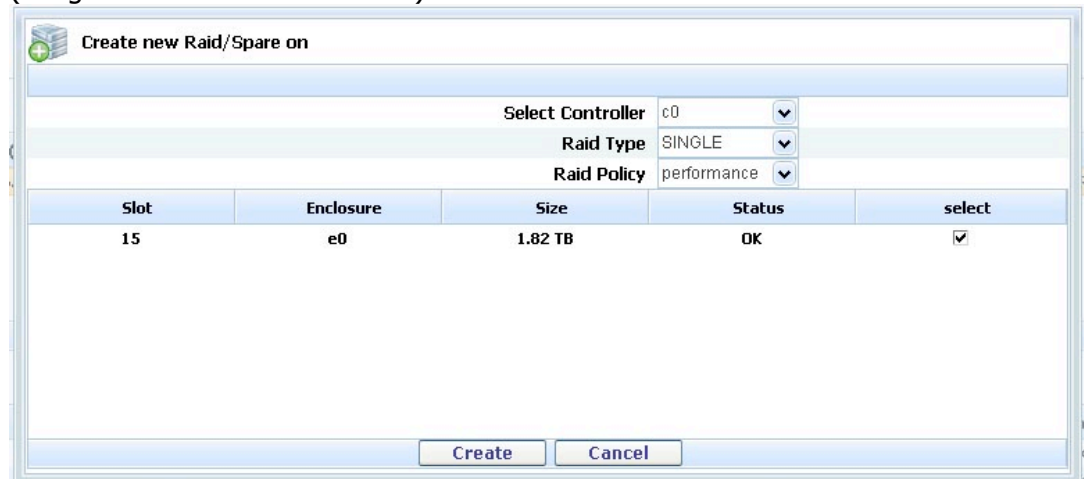 Create new Raid/Spare on
Select Controller c0
Raid Type SINGLE
Raid Policy performance
Slot Enclosure Size Status select
15 e0 1.82 TB OK
Create Cancel